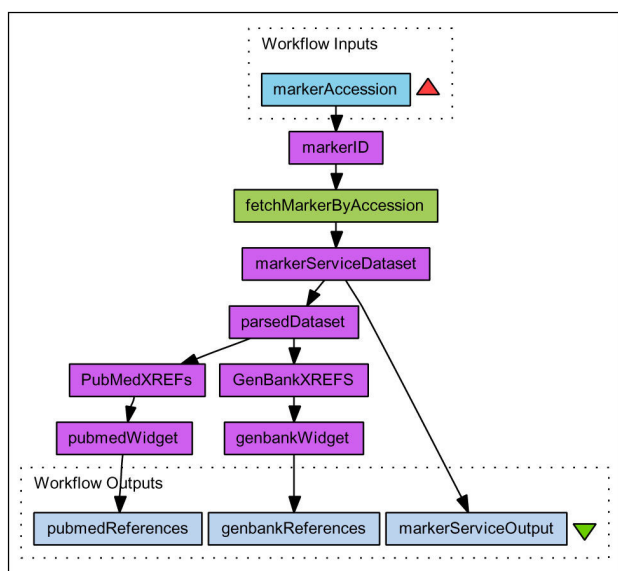 Workflow Inputs
markerAccession
markerID
fetchMarkerByAccession
markerServiceDataset
parsedDataset
PubMedXREFs
GenBankXREFS
pubmedWidget
genbankWidget
Workflow Outputs
pubmedReferences
genbankReferences
markerServiceOutput